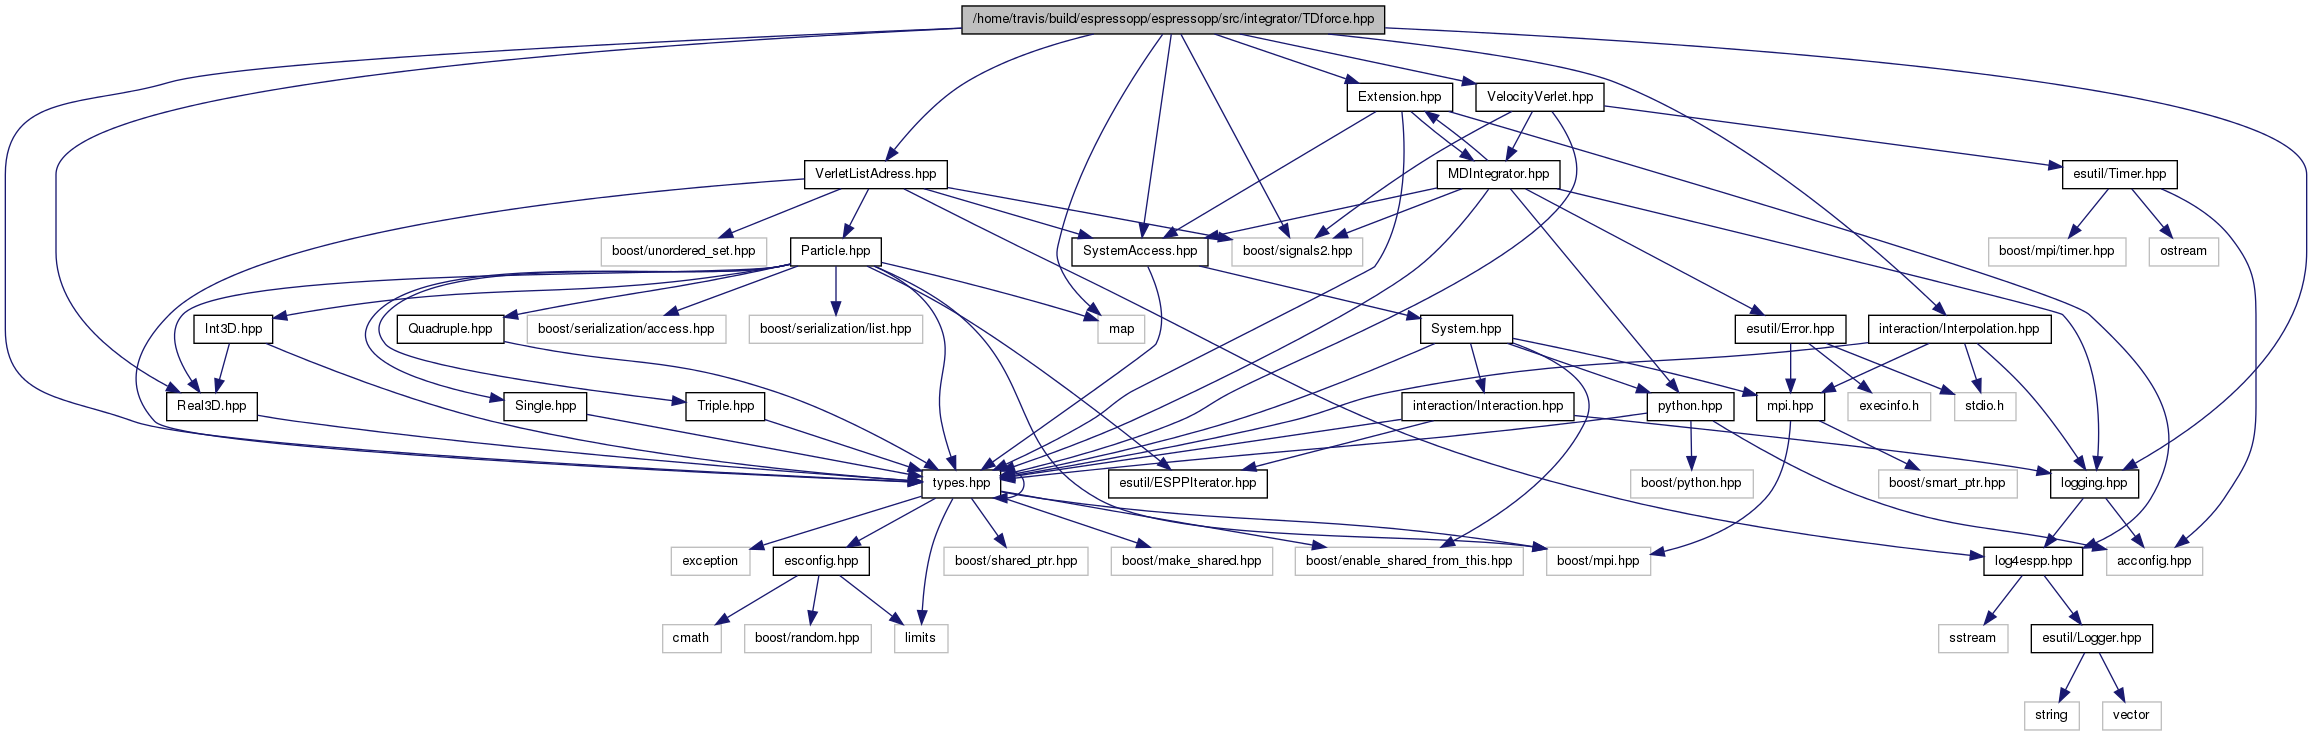 /home/travis/build/espressopp/espressopp/src/integrator/TDforce.hpp
Extension.hpp
VelocityVerlet.hpp
VerletListAdress.hpp
MDIntegrator.hpp
esutil/Timer.hpp
boost/unordered_set.hpp
Particle.hpp
SystemAccess.hpp
boost/signals2.hpp
boost/mpi/timer.hpp
ostream
Int3D.hpp
Quadruple.hpp
boost/serialization/access.hpp
boost/serialization/list.hpp
map
System.hpp
esutil/Error.hpp
interaction/Interpolation.hpp
Real3D.hpp
Single.hpp
Triple.hpp
interaction/Interaction.hpp
python.hpp
mpi.hpp
execinfo.h
stdio.h
types.hpp
esutil/ESPPIterator.hpp
boost/python.hpp
boost/smart_ptr.hpp
logging.hpp
exception
esconfig.hpp
boost/shared_ptr.hpp
boost/make_shared.hpp
boost/enable_shared_from_this.hpp
boost/mpi.hpp
log4espp.hpp
acconfig.hpp
cmath
boost/random.hpp
limits
sstream
esutil/Logger.hpp
string
vector